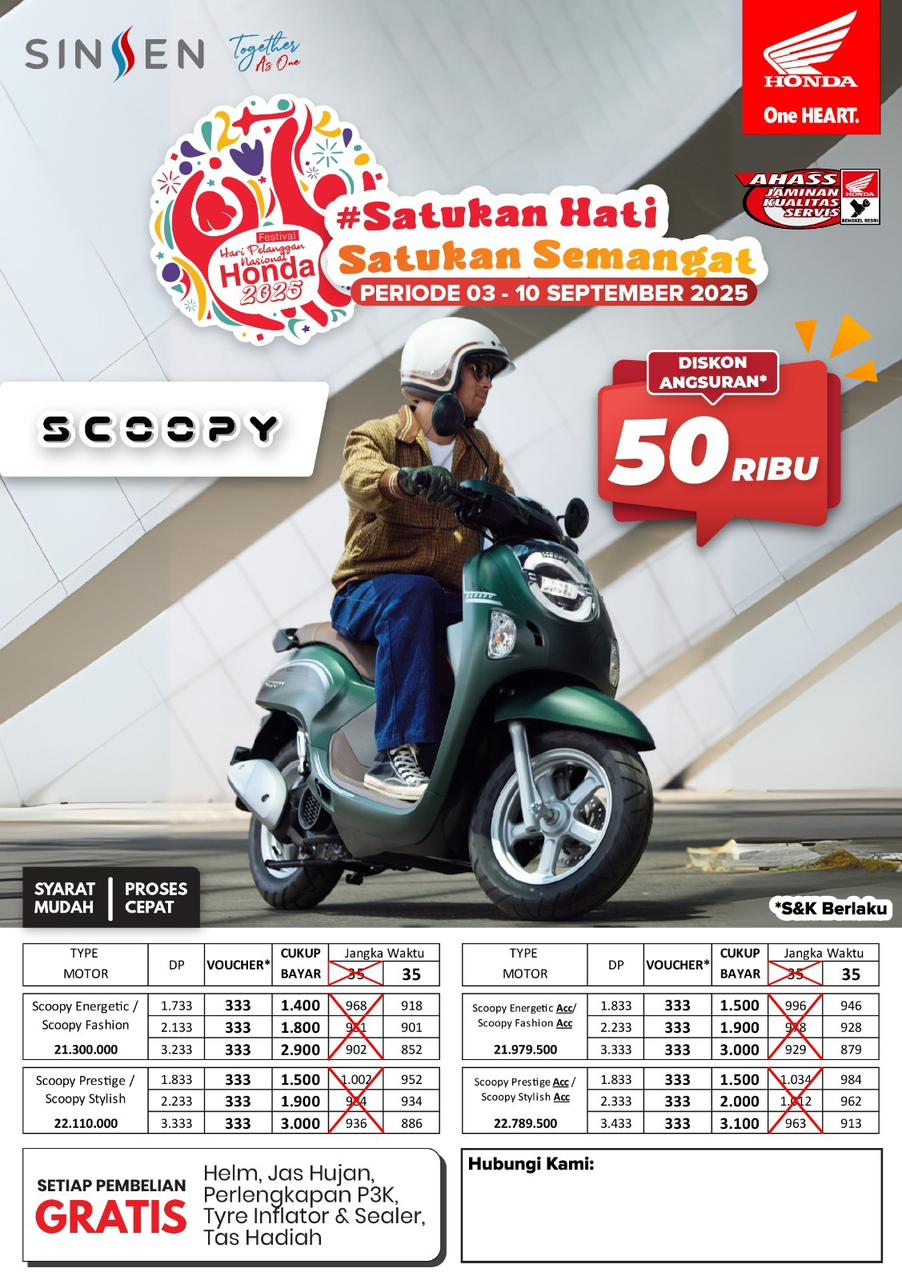 SINSEN
Together
As One
HONDA
One HEART.
AHASS
JAMINAN
KUALITAS
SERVIS
HONDA
BENGKEL RESMI
Festival
Hari Pelanggan
Nasional
Honda
2025
#Satukan Hati
Satukan Semangat
PERIODE 03 - 10 SEPTEMBER 2025
SCOOPY
DISKON
ANGSURAN*
50 RIBU
SCOOPY
SCOOPY
SYARAT MUDAH | PROSES CEPAT
*S&K Berlaku
TYPE MOTOR DP VOUCHER* CUKUP BAYAR Jangka Waktu
35 35
Scoopy Energetic / Scoopy Fashion
21.300.000
1.733 333 1.400 968 918
2.133 333 1.800 951 901
3.233 333 2.900 902 852
Scoopy Prestige / Scoopy Stylish
22.110.000
1.833 333 1.500 1.002 952
2.233 333 1.900 984 934
3.333 333 3.000 936 886
TYPE MOTOR DP VOUCHER* CUKUP BAYAR Jangka Waktu
35 35
Scoopy Energetic Acc/ Scoopy Fashion Acc
21.979.500
1.833 333 1.500 996 946
2.233 333 1.900 978 928
3.333 333 3.000 929 879
Scoopy Prestige Acc / Scoopy Stylish Acc
22.789.500
1.833 333 1.500 1.034 984
2.333 333 2.000 1.012 962
3.433 333 3.100 963 913
SETIAP PEMBELIAN
GRATIS
Helm, Jas Hujan,
Perlengkapan P3K,
Tyre Inflator & Sealer,
Tas Hadiah
Hubungi Kami: